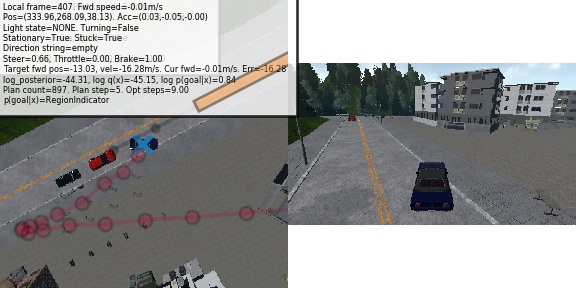 Local frame=407. Fwd speed=-0.01m/s
Pos=(333.96,268.09,38.13). Acc=(0.03;-0.05;-0.00)
Light state=NONE. Turning=False
Stationary=True. Stuck=True
Direction string=empty
Steer=0.66, Throttle=0.00, Brake=1.00
Target fwd pos=-13.03, vel=-16.28m/s. Cur fwd=-0.01m/s. Err=-16.28
log_posterior=-44.31, log q(x)=-45.15, log p(goal|x)=0.84
Plan count=897. Plan step=5. Opt steps=9.00
p(goal|x)=RegionIndicator